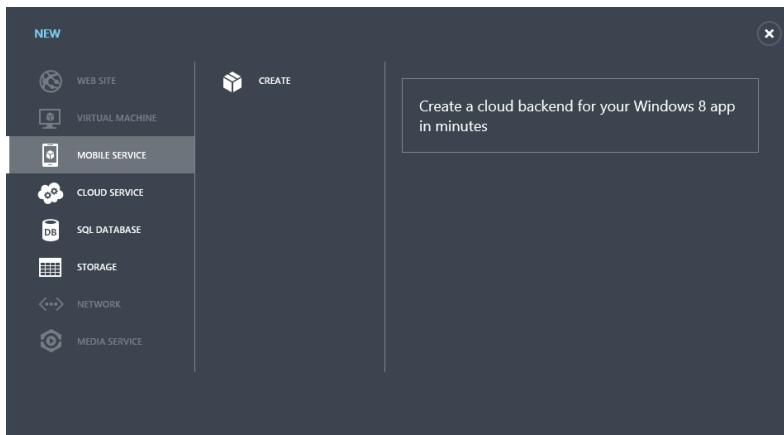 NEW
WEB SITE
VIRTUAL MACHINE
MOBILE SERVICE
CLOUD SERVICE
DB
SQL DATABASE
STORAGE
NETWORK
MEDIA SERVICE
CREATE
Create a cloud backend for your Windows 8 app
in minutes